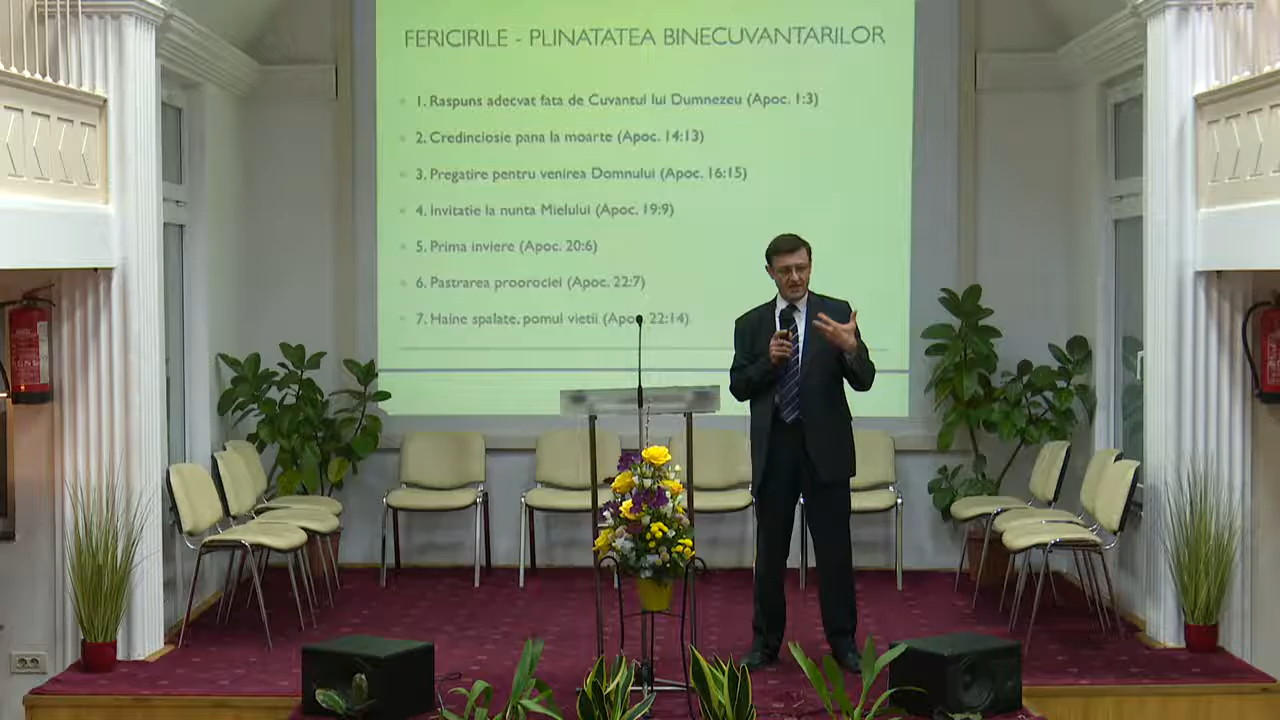 FERICIRILE - PLINATATEA BINECUVANTARILOR
1. Raspuns adecvat fata de Cuvantul lui Dumnezeu (Apoc. 1:3)
2. Credinciosie pana la moarte (Apoc. 14:13)
3. Pregatire pentru venirea Domnului (Apoc. 16:15)
4. Invitatie la nunta Mielului (Apoc. 19:9)
5. Prima inviere (Apoc. 20:6)
6. Pastrarea proorociei (Apoc. 22:7)
7. Haine spalate, pomul vietii (Apoc. 22:14)